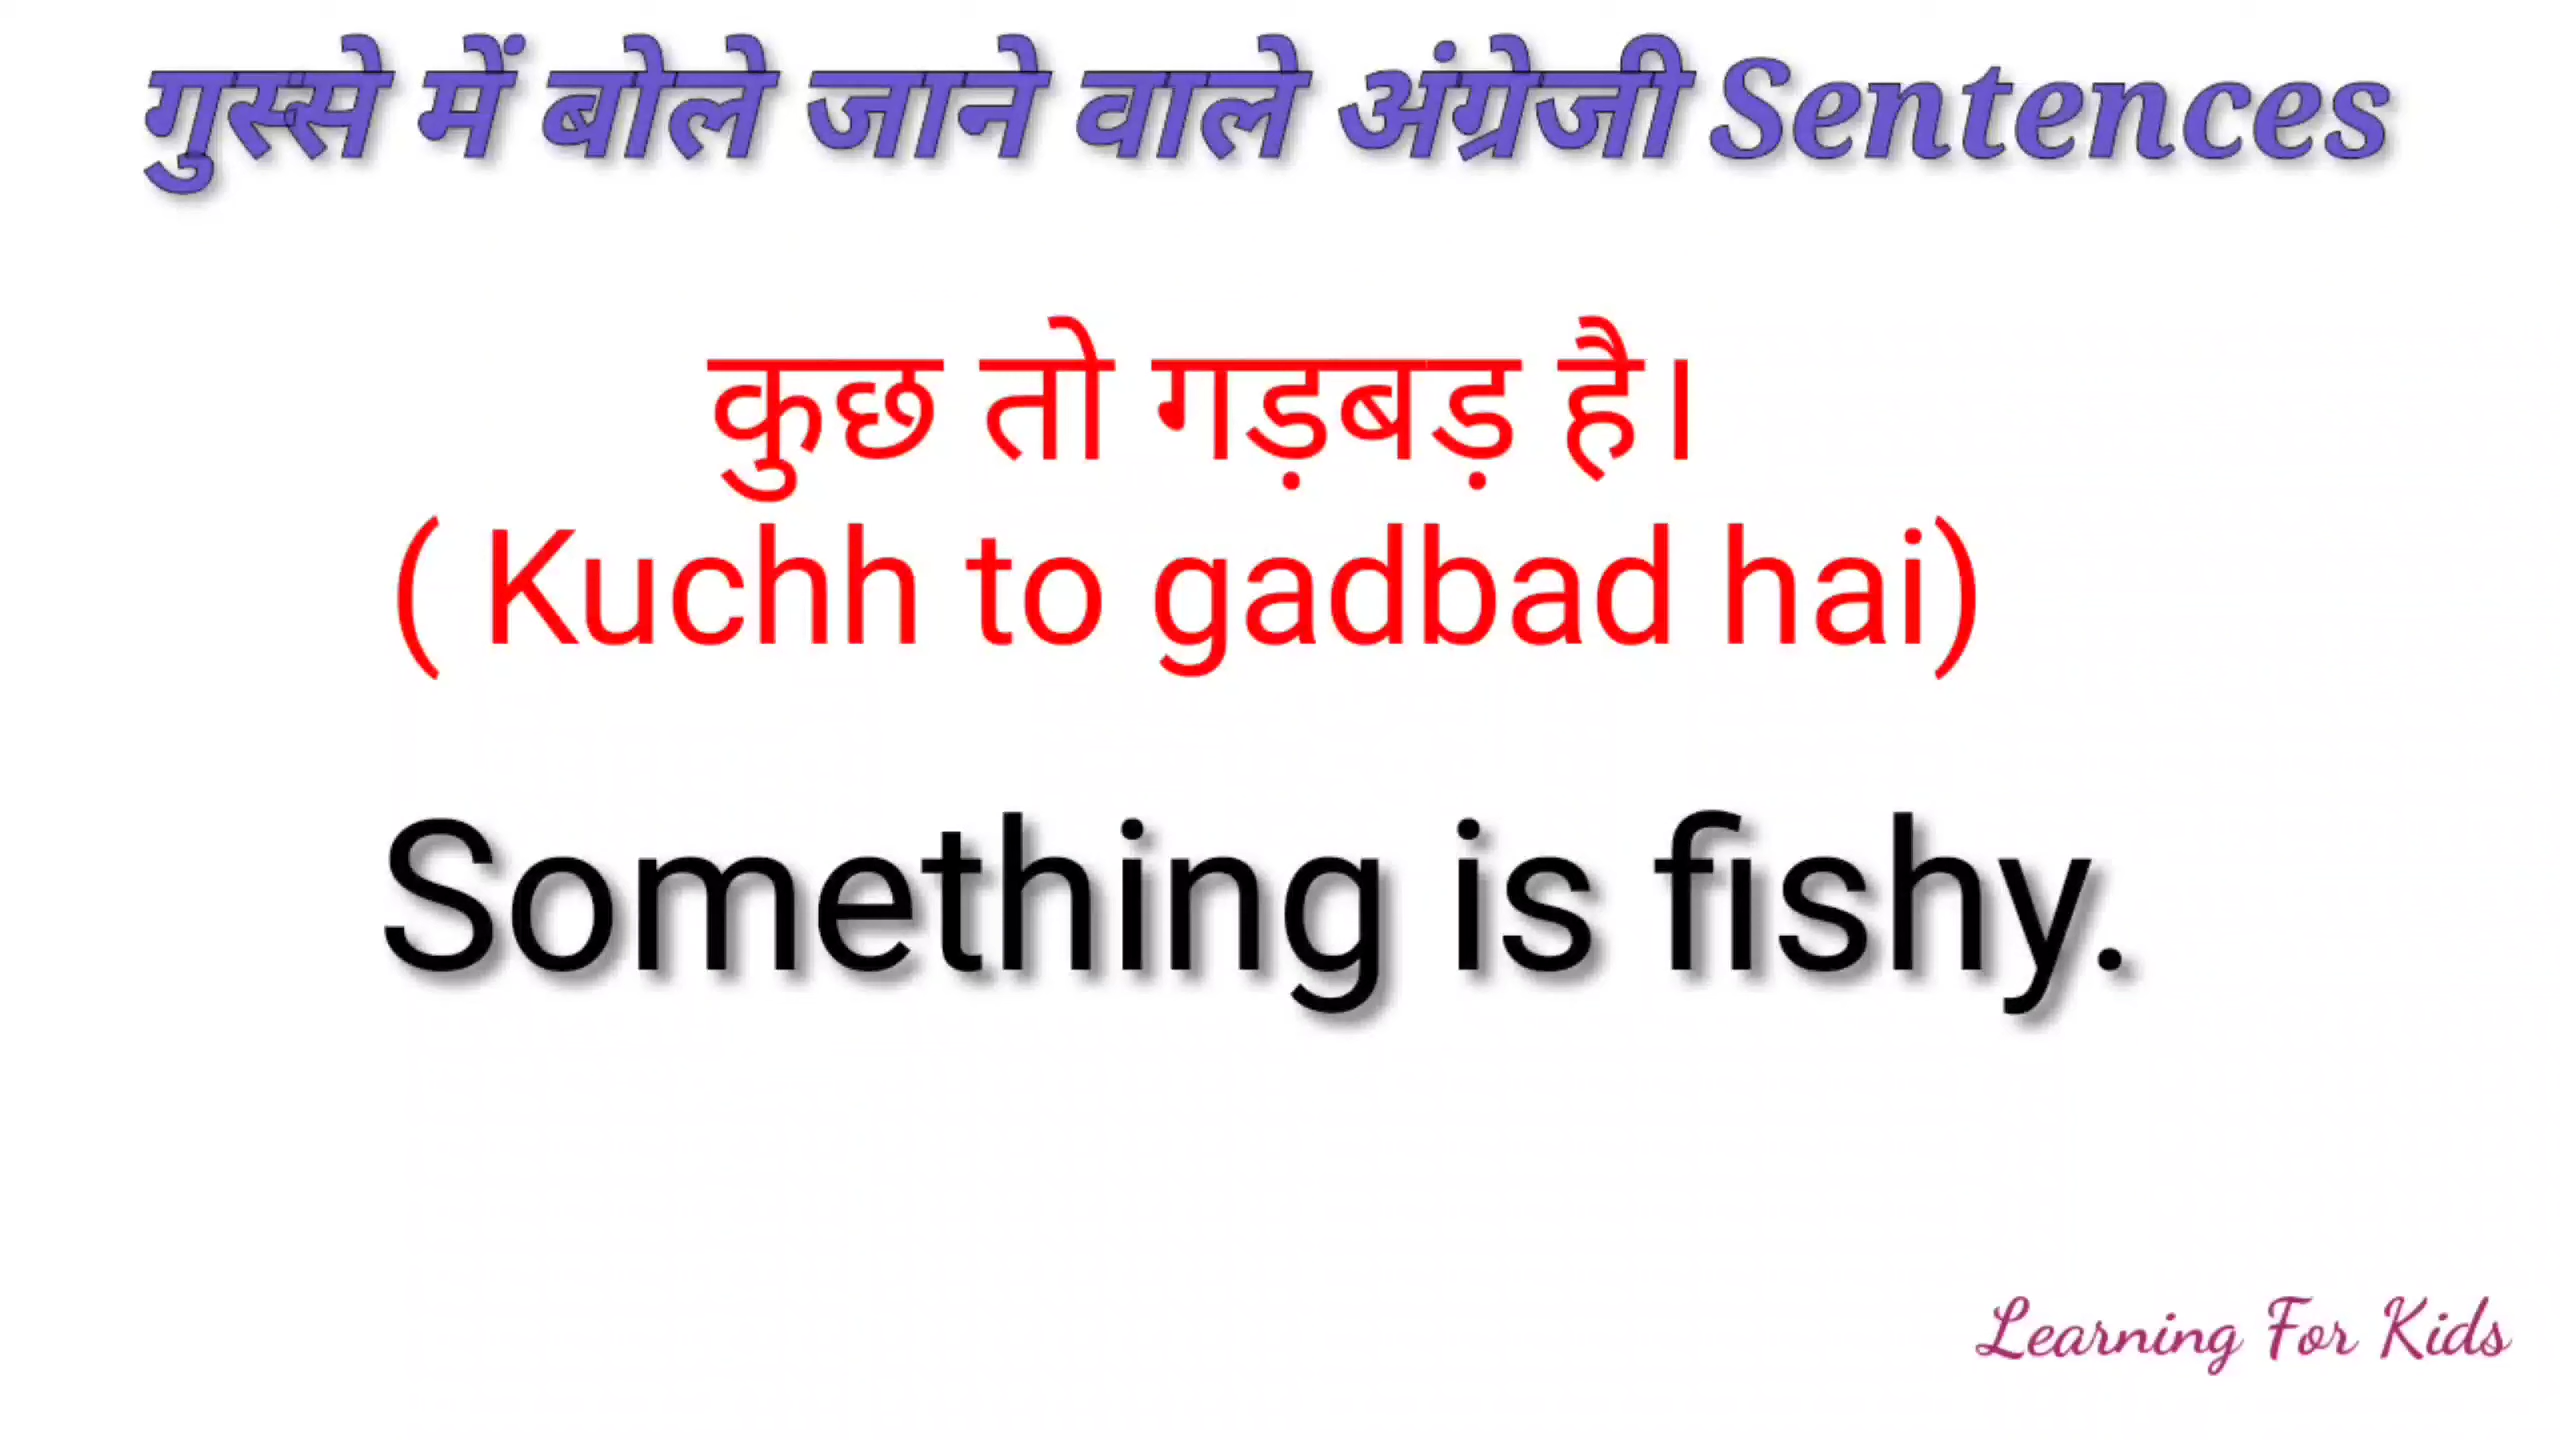 गुस्से में बोले जाने वाले अंग्रेजी Sentences
कुछ तो गड़बड़ है।
( Kuchh to gadbad hai)
Something is fishy.
Learning For Kids